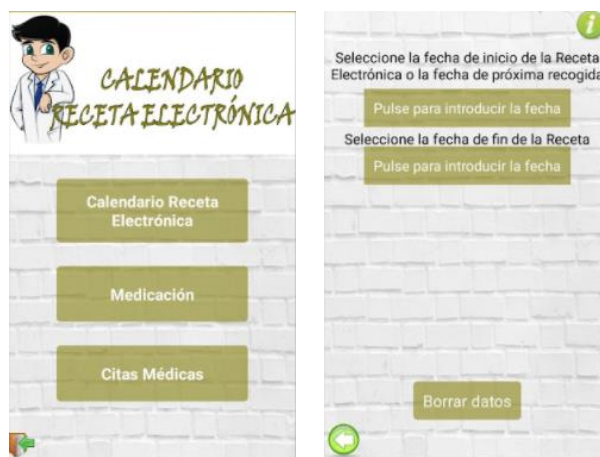 CALENDARIO
RECETA ELECTRÓNICA
Calendario Receta
Electrónica
Medicación
Citas Médicas
i
Seleccione la fecha de inicio de la Receta
Electrónica o la fecha de próxima recogida
Pulse para introducir la fecha
Seleccione la fecha de fin de la Receta
Pulse para introducir la fecha
Borrar datos